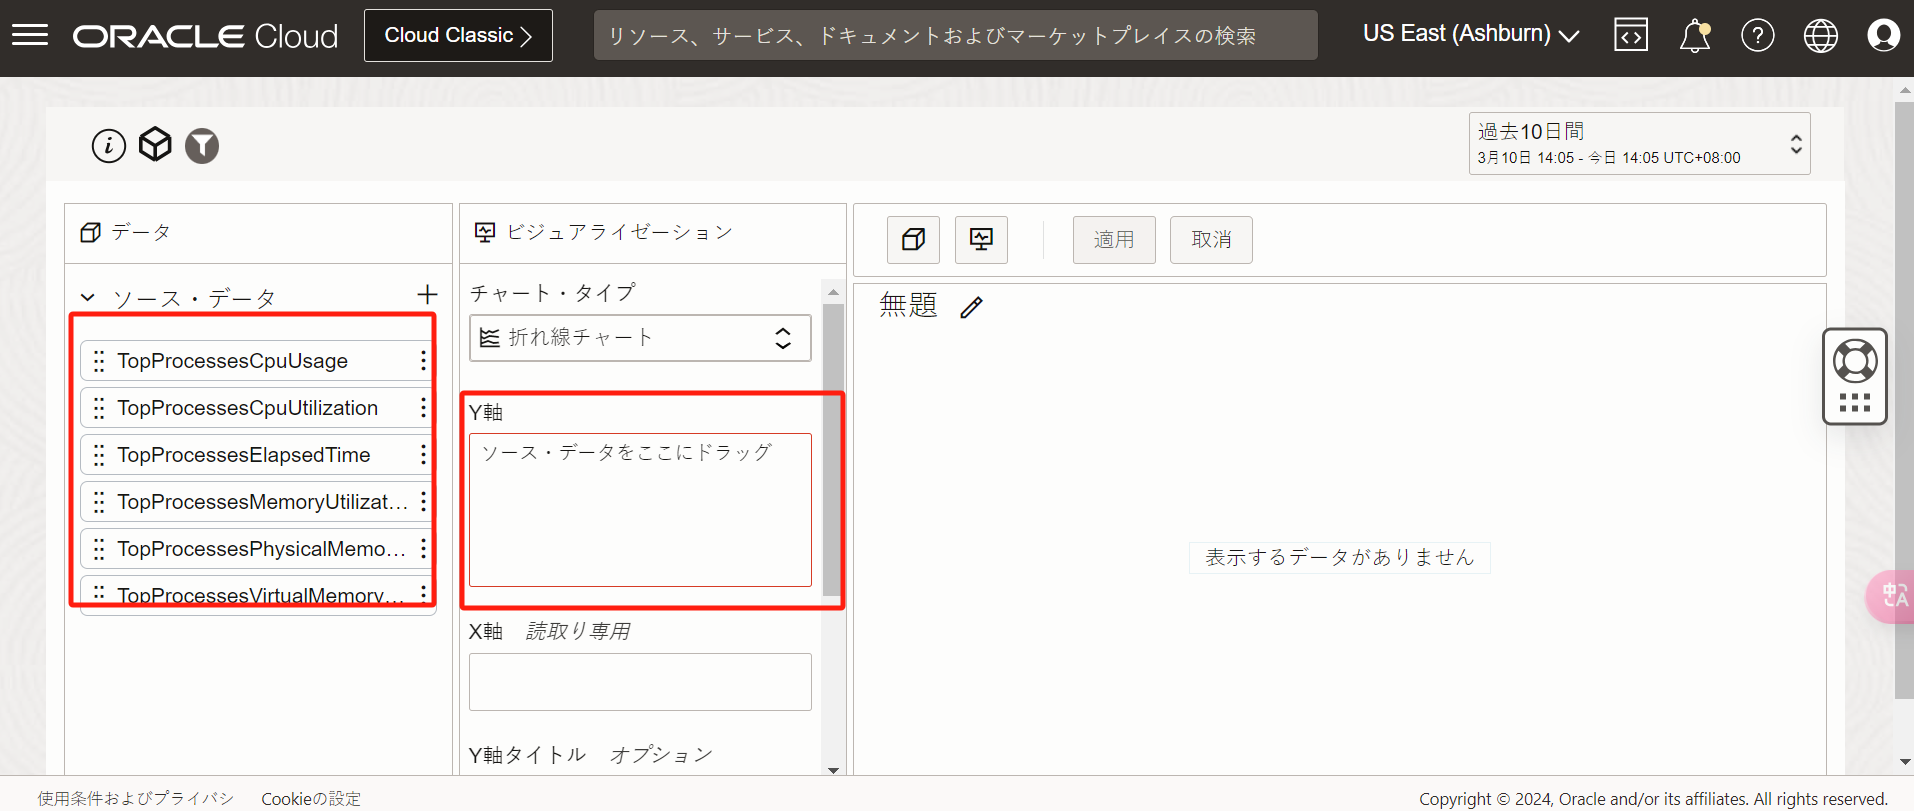 ORACLE Cloud
Cloud Classic
リソース、サービス、ドキュメントおよびマーケットプレイスの検索
US East (Ashburn)
過去10日間
3月10日 14:05 - 今日 14:05 UTC+08:00
データ
ソース・データ
TopProcessesCpuUsage
TopProcessesCpuUtilization
TopProcessesElapsedTime
TopProcessesMemoryUtilizat...
TopProcessesPhysicalMemo...
TopProcessesVirtualMemory...
ビジュアライゼーション
チャート・タイプ
折れ線チャート
Y軸
ソース・データをここにドラッグ
X軸 読取り専用
Y軸タイトル オプション
適用
取消
無題
表示するデータがありません
中A
使用条件およびプライバシ
Cookieの設定
Copyright © 2024, Oracle and/or its affiliates. All rights reserved.